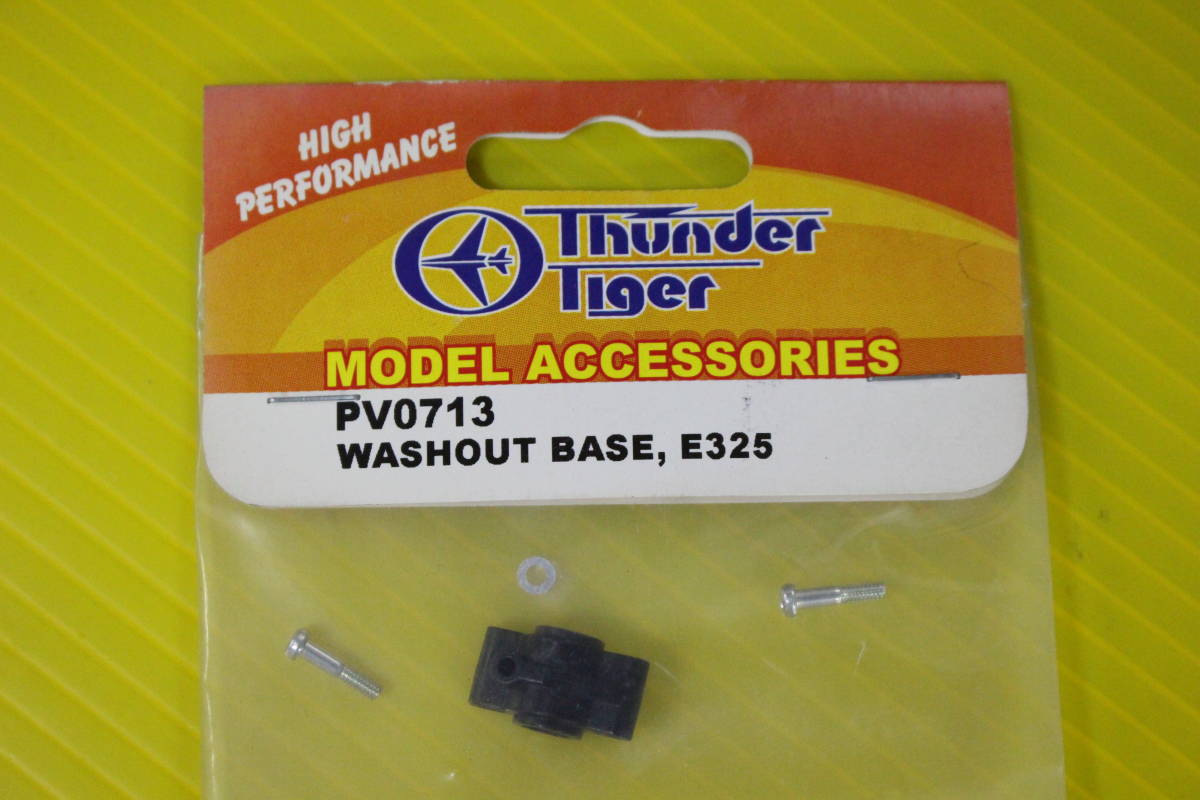 HIGH
PERFORMANCE
Thunder
Tiger
MODEL ACCESSORIES
PV0713
WASHOUT BASE, E325